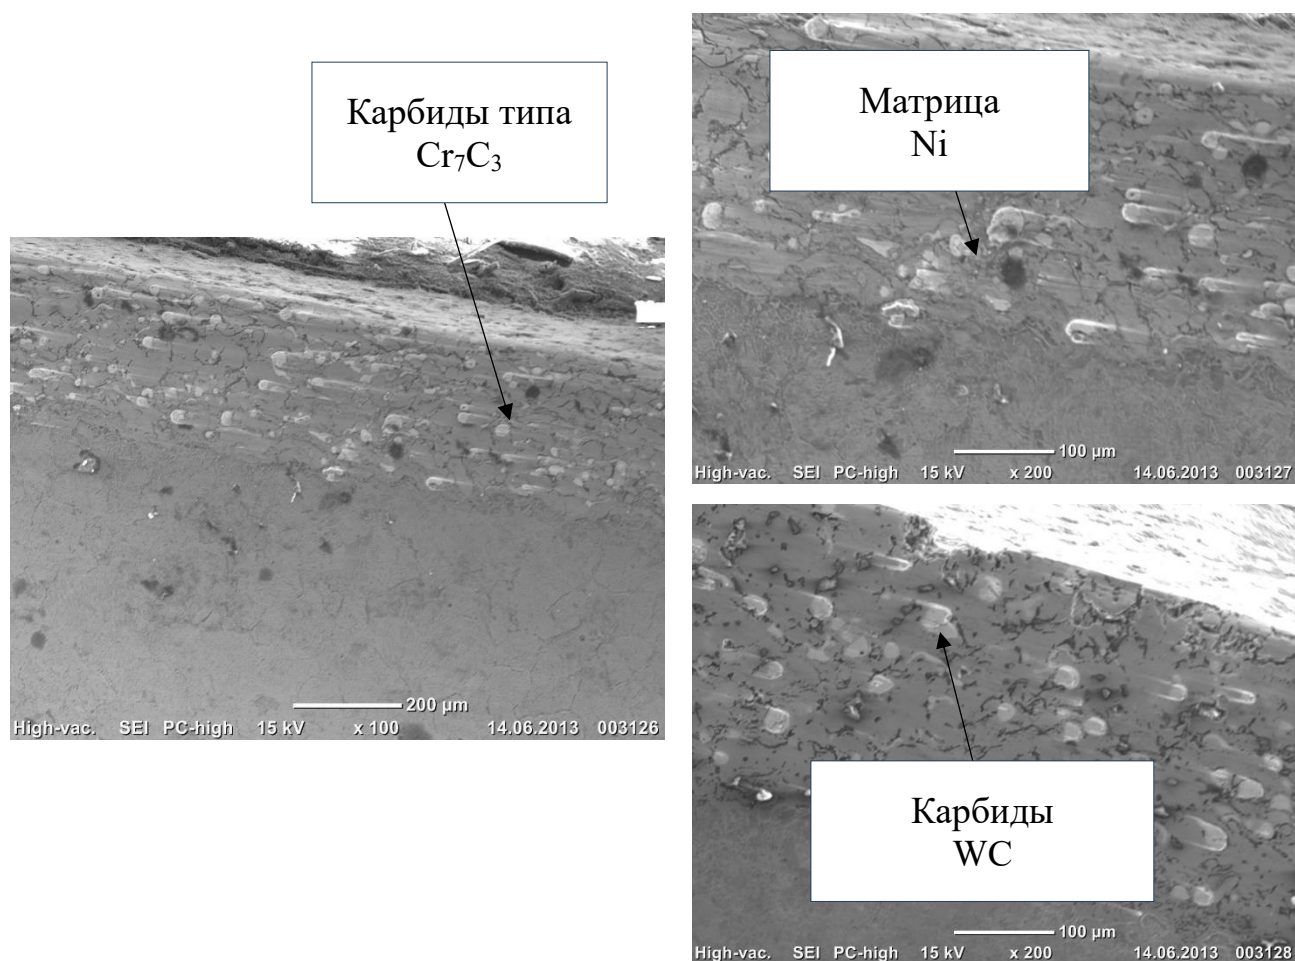 Карбиды типа
Cr₇C₃
High-vac. SEI PC-high 15 kV x 100 200 µm 14.06.2013 003126
Матрица
Ni
100 µm
High-vac. SEI PC-high 15 kV x 200 14.06.2013 003127
Карбиды
WC
100 µm
High-vac. SEI PC-high 15 kV x 200 14.06.2013 003128